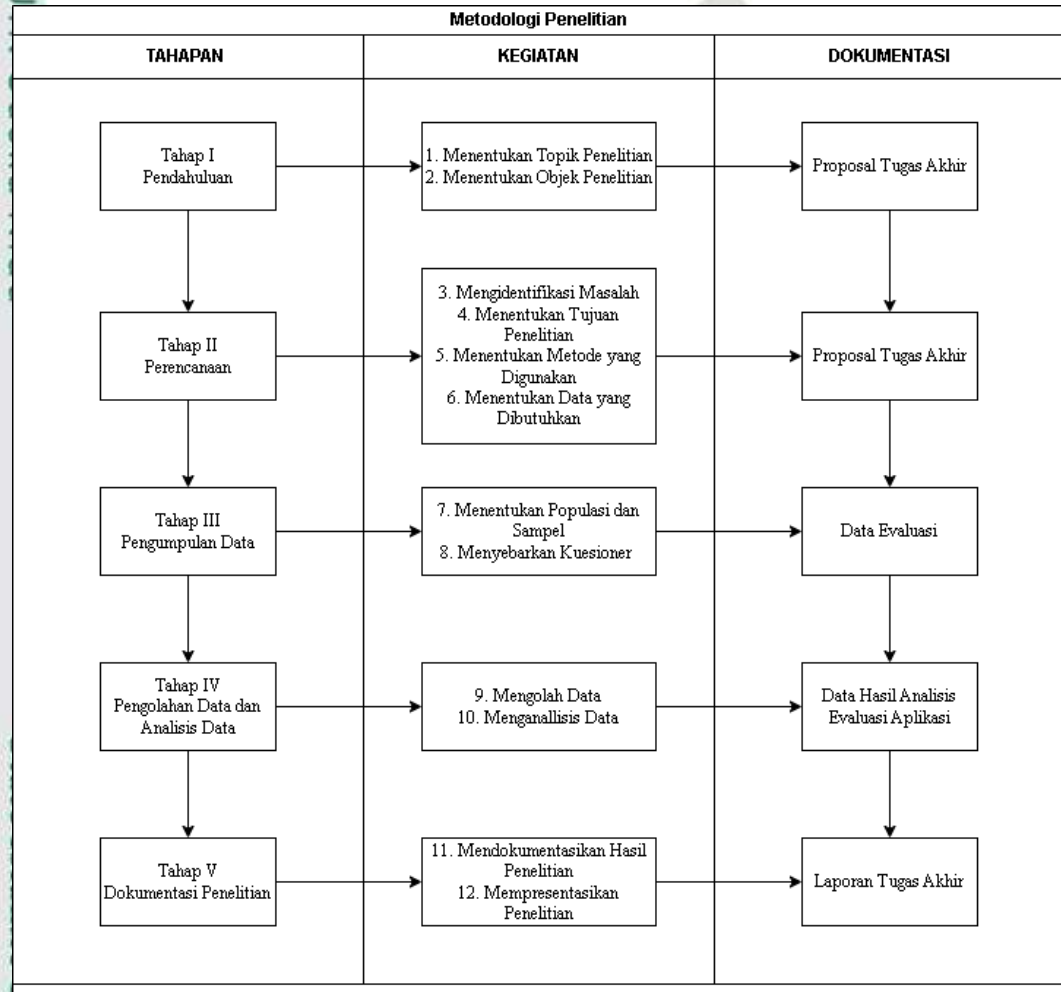 Metodologi Penelitian
TAHAPAN
KEGIATAN
DOKUMENTASI
Tahap I
Pendahuluan
1. Menentukan Topik Penelitian
2. Menentukan Objek Penelitian
Proposal Tugas Akhir
Tahap II
Perencanaan
3. Mengidentifikasi Masalah
4. Menentukan Tujuan
Penelitian
5. Menentukan Metode yang
Digunakan
6. Menentukan Data yang
Dibutuhkan
Proposal Tugas Akhir
Tahap III
Pengumpulan Data
7. Menentukan Populasi dan
Sampel
8. Menyebarkan Kuesioner
Data Evaluasi
Tahap IV
Pengolahan Data dan
Analisis Data
9. Mengolah Data
10. Menganallisis Data
Data Hasil Analisis
Evaluasi Aplikasi
Tahap V
Dokumentasi Penelitian
11. Mendokumentasikan Hasil
Penelitian
12. Mempresentasikan
Penelitian
Laporan Tugas Akhir